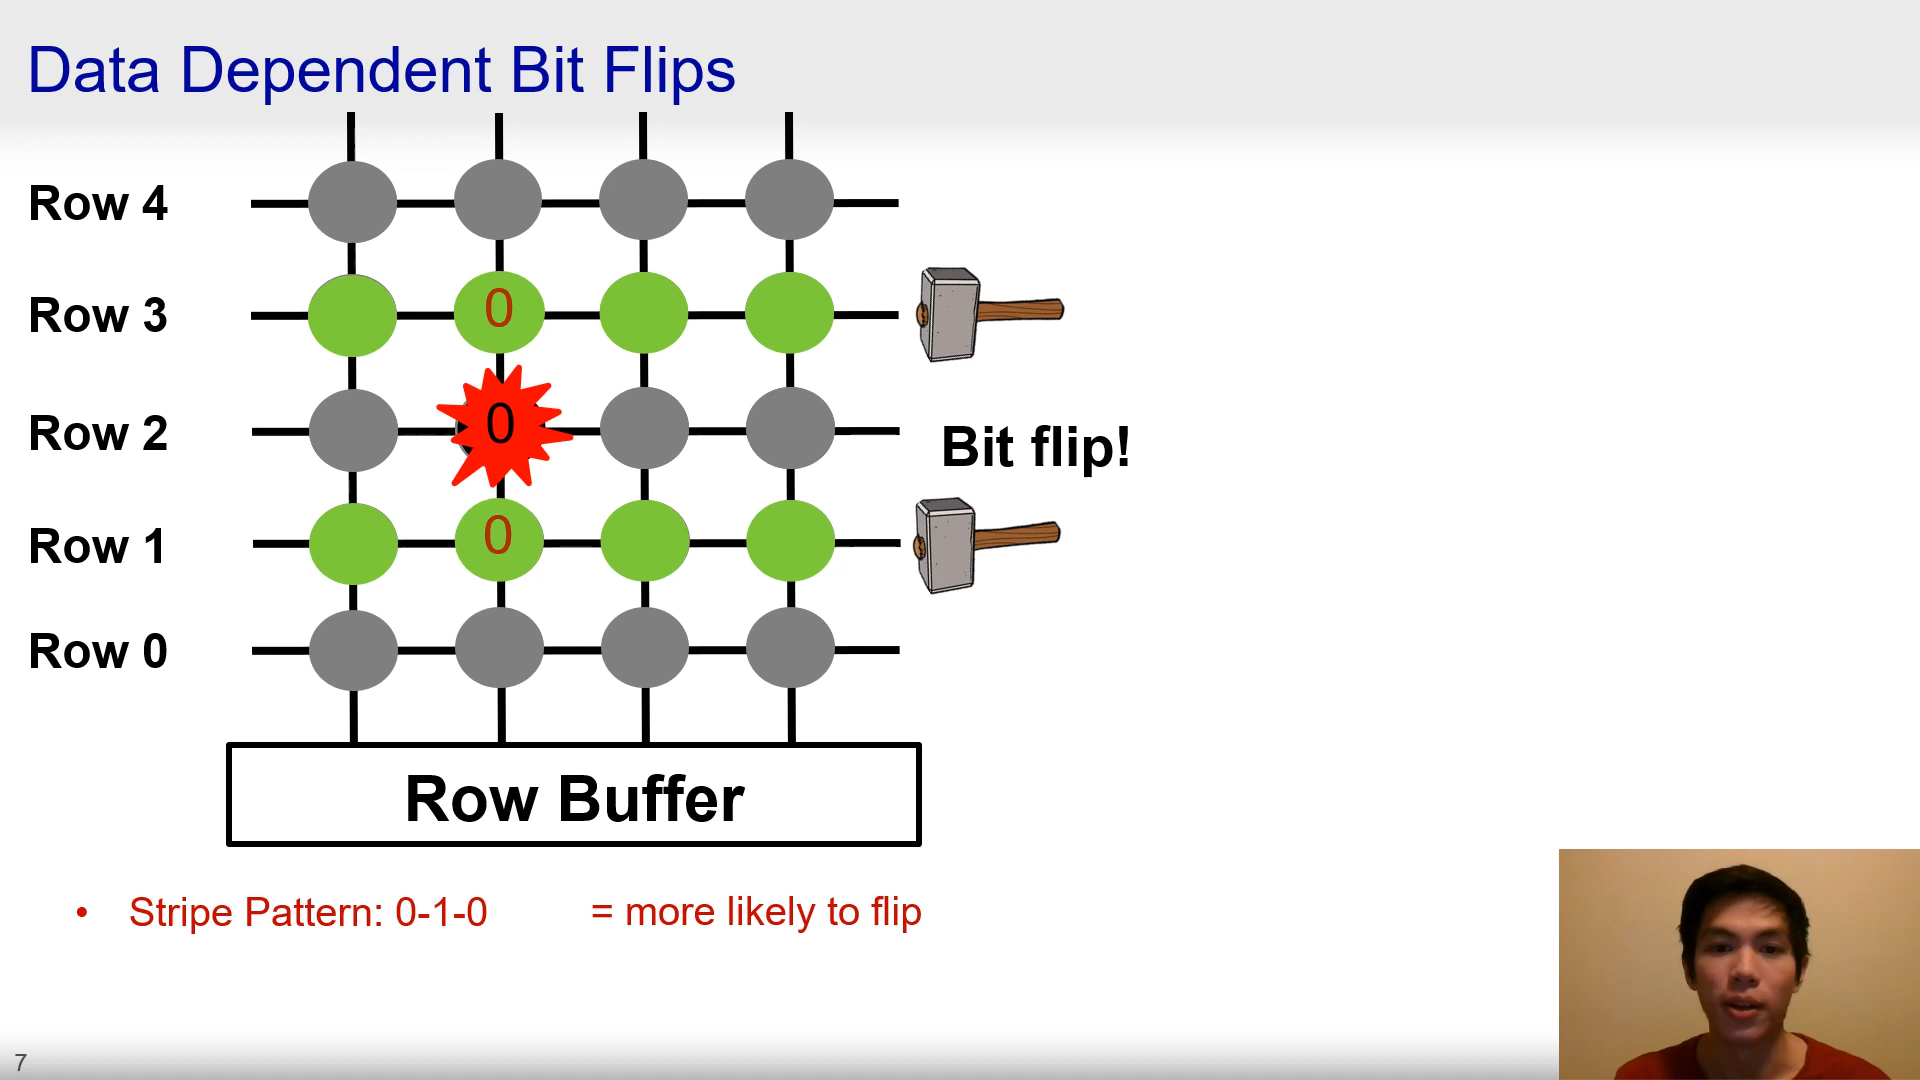 Data Dependent Bit Flips
Row 4
Row 3
0
Row 2
0
Bit flip!
Row 1
0
Row 0
Row Buffer
• Stripe Pattern: 0-1-0 = more likely to flip
7